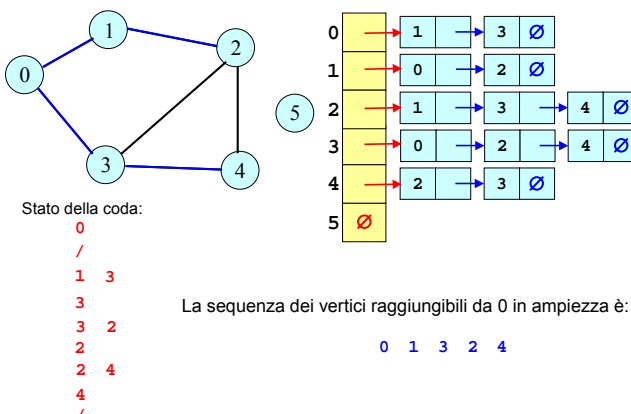 1
2
0
3
4
5
0 1 3 ∅
1 0 2 ∅
2 1 3 4 ∅
3 0 2 4 ∅
4 2 3 ∅
5 ∅
Stato della coda:
0
/
1 3
3
3 2
2
2 4
4
/
La sequenza dei vertici raggiungibili da 0 in ampiezza è:
0 1 3 2 4